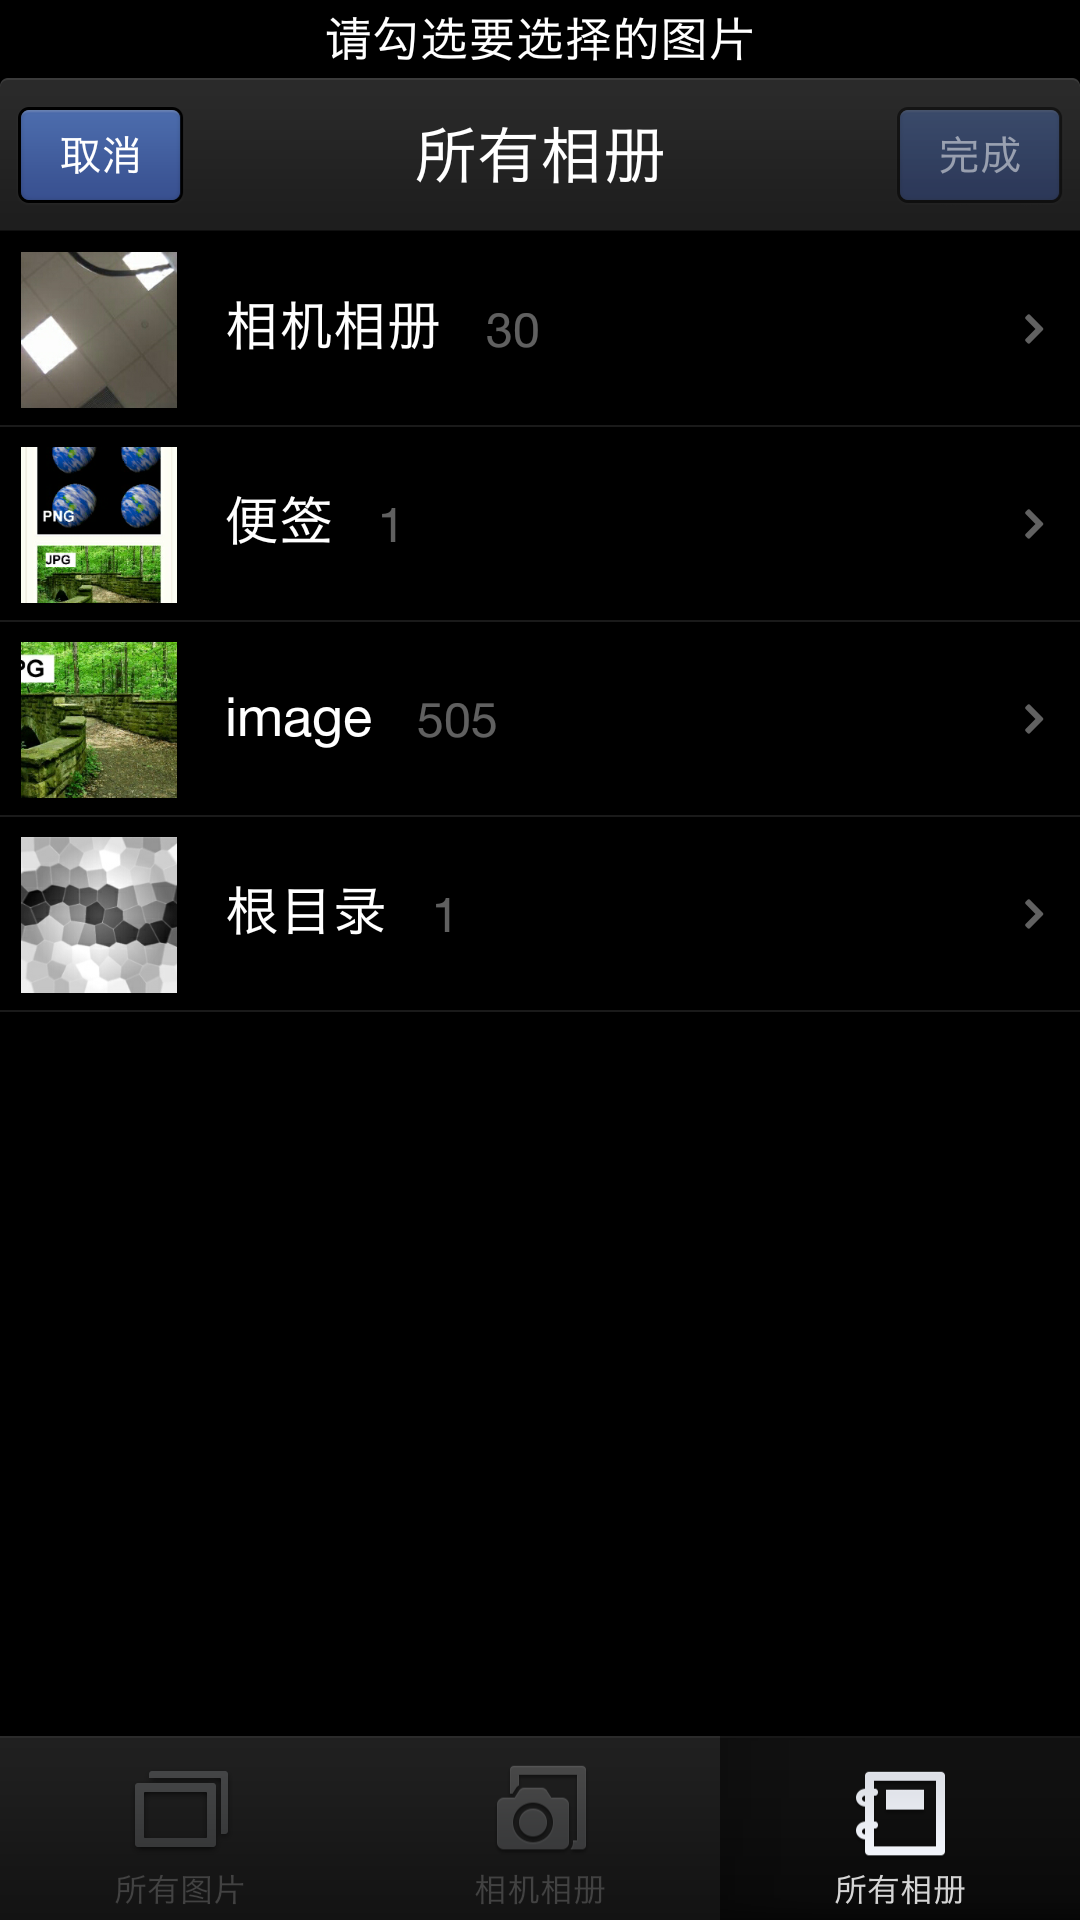 请勾选要选择的图片
取消 所有相册 完成
相机相册 30
PNG
JPG
便签 1
PG
image 505
根目录 1
所有图片 相机相册 所有相册